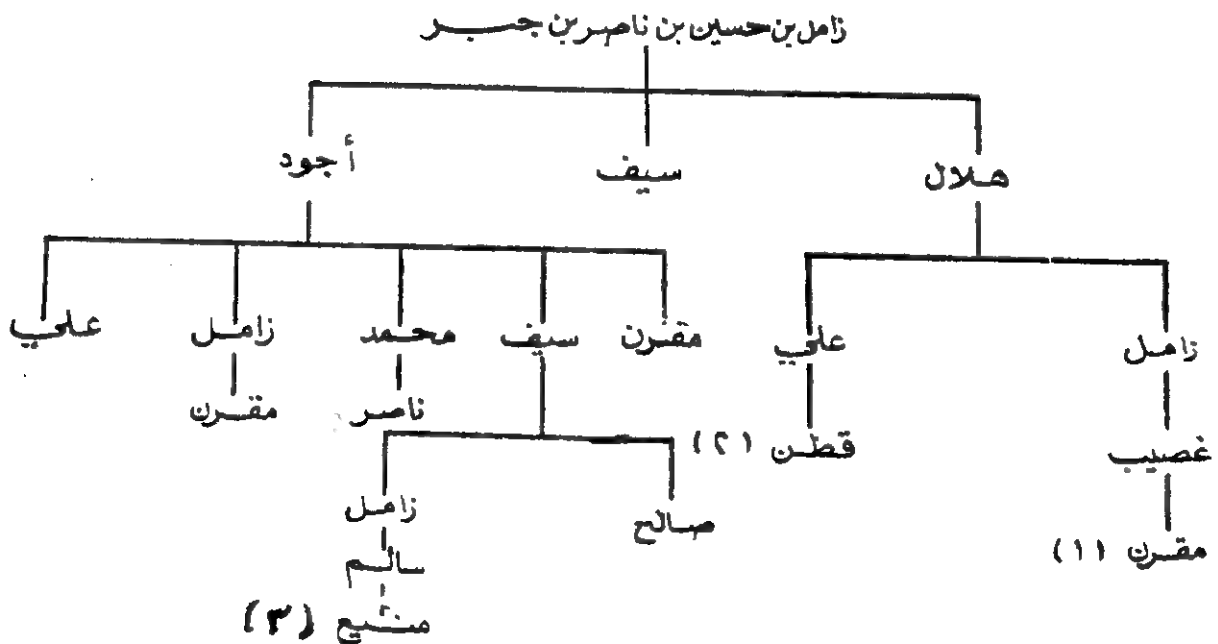 زامل بن حسين بن ناصر بن جبر
هلال سيف أجود
زامل علي مقرن سيف محمد زامل علي
ناصر مقرن
غصيب قطن (٢)
زامل صالح
مقرن (١)
سالم
منيع (٣)